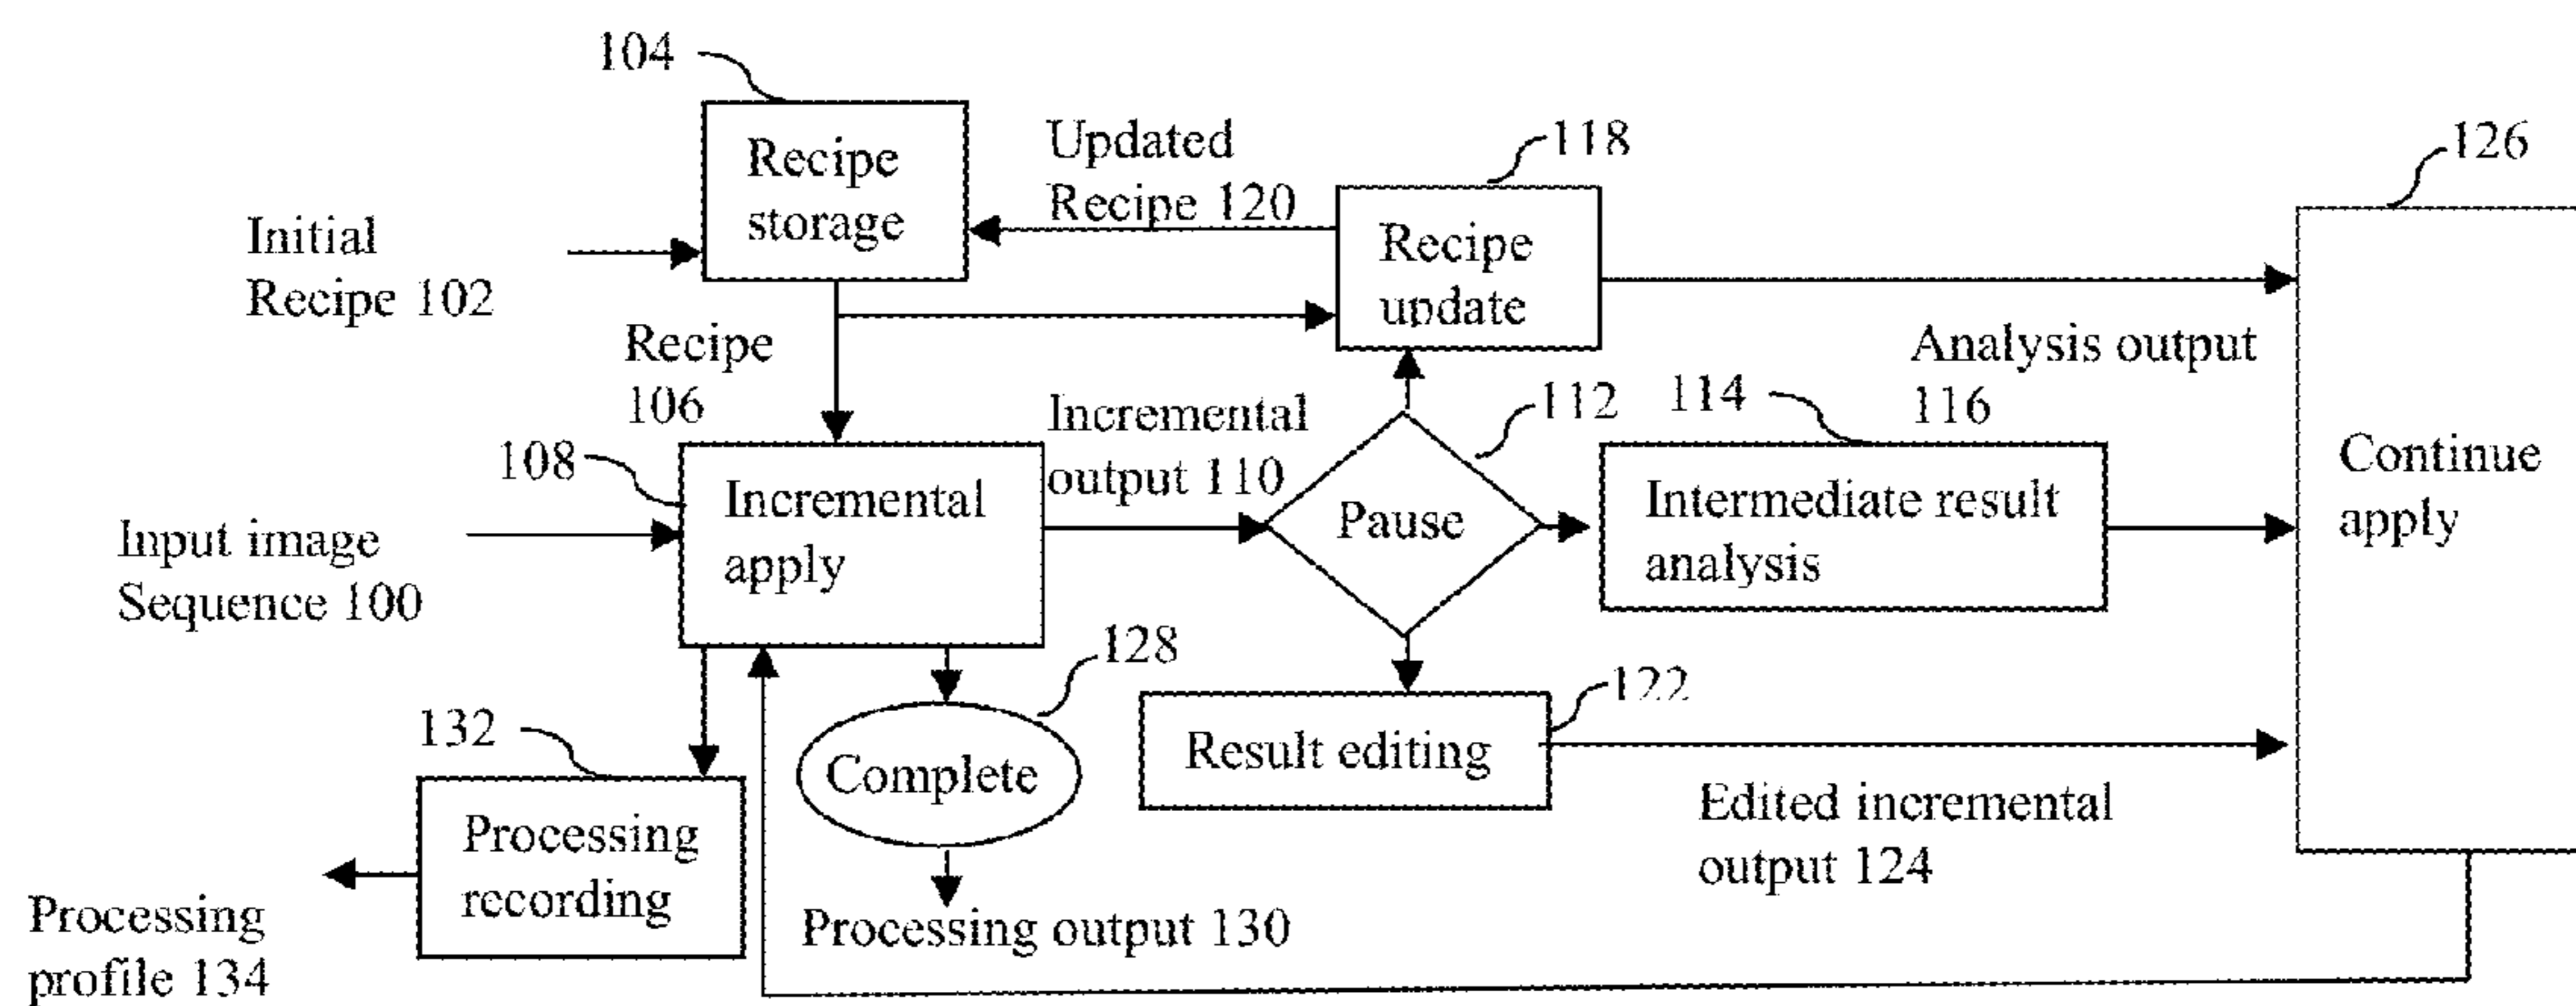 104
Recipe
storage
Updated
Recipe 120
118
126
Initial
Recipe 102
Recipe
update
Recipe
106
Analysis output
116
Incremental
output 110
112
114
108
Incremental
apply
Pause
Intermediate result
analysis
Continue
apply
Input image
Sequence 100
128
122
132
Complete
Result editing
Processing
recording
Edited incremental
output 124
Processing output 130
Processing
profile 134